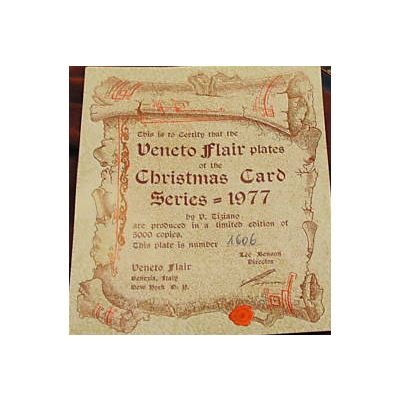 This is to Certify that the
Veneto Flair plates
of the
Christmas Card
Series = 1977
by V. Tiziano
are produced in a limited edition of
5000 copies.
This plate is number 1606
Leo Benson
Director
Veneto Flair
Venezia, Italy
New York N. Y.